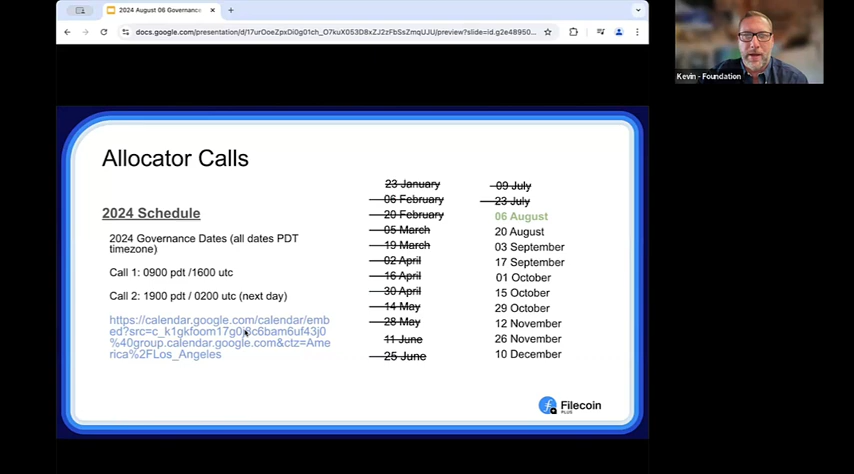 2024 August 06 Governance
docs.google.com/presentation/d/17urOoeZpxDi0g01ch_O7kuX053D8xZJ2zFbSsZmqUJU/preview?slide=id.g2e48950...
Kevin - Foundation
Allocator Calls
2024 Schedule
2024 Governance Dates (all dates PDT
timezone)
Call 1: 0900 pdt /1600 utc
Call 2: 1900 pdt / 0200 utc (next day)
https://calendar.google.com/calendar/emb
%40group.calendar.google.com&ctz=Ame
rica%2FLos_Angeles
23 January
06 February
20 February
05 March
19 March
02 April
16 April
30 April
14 May
28 May
11 June
25 June
09 July
23 July
06 August
20 August
03 September
17 September
01 October
15 October
29 October
12 November
26 November
10 December
Filecoin
PLUS